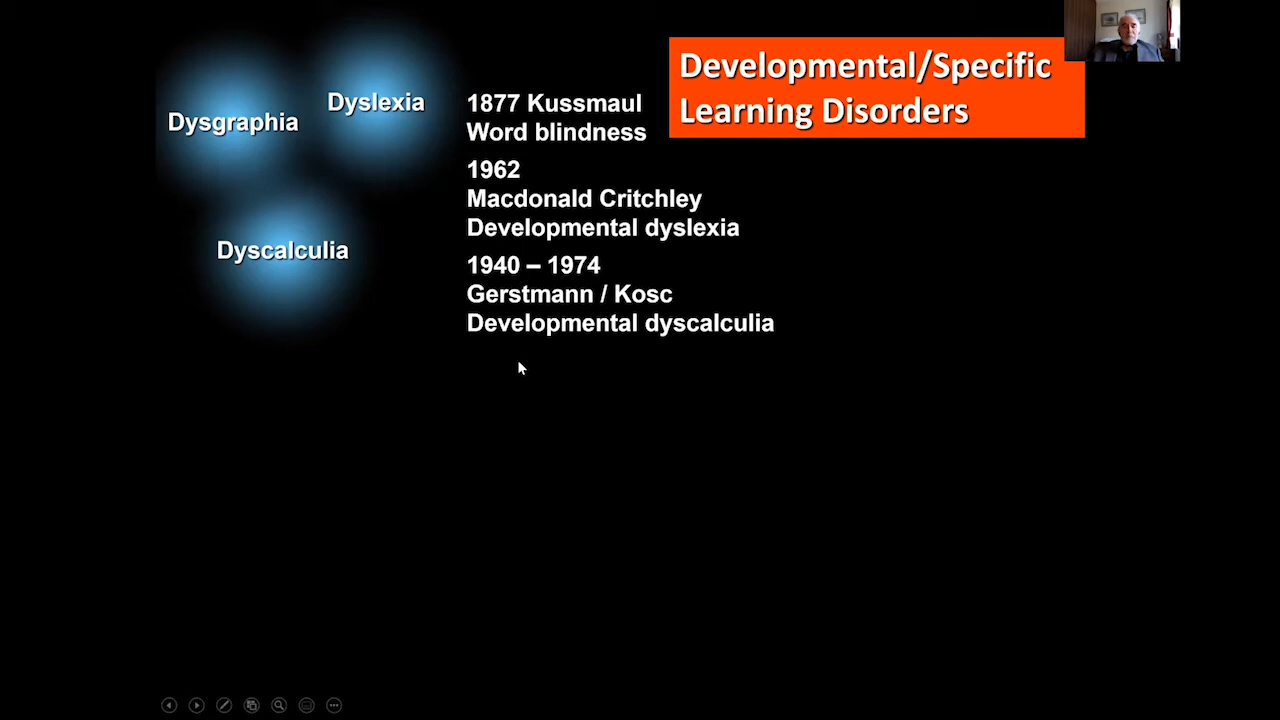 Developmental/Specific
Learning Disorders
Dysgraphia
Dyslexia
Dyscalculia
1877 Kussmaul
Word blindness
1962
Macdonald Critchley
Developmental dyslexia
1940 – 1974
Gerstmann / Kosc
Developmental dyscalculia